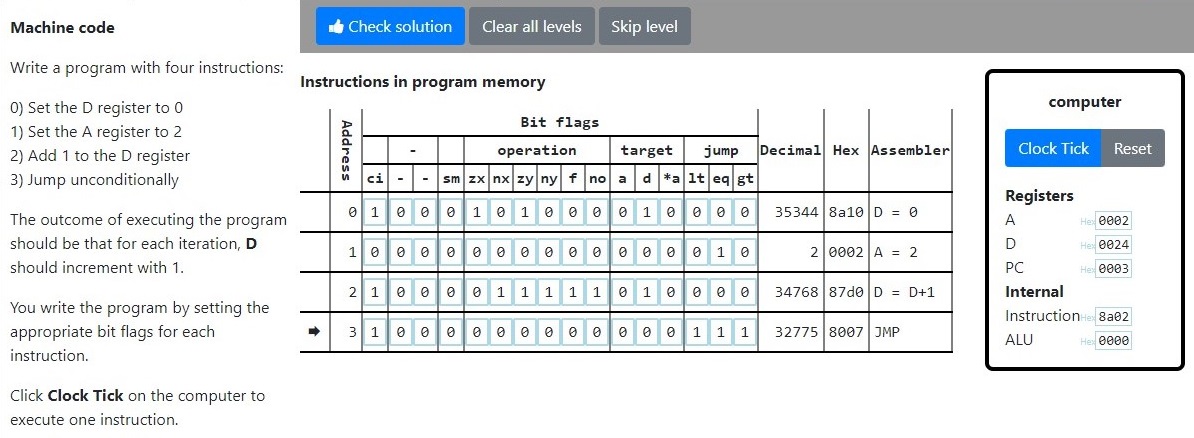 Machine code
Write a program with four instructions:
0) Set the D register to 0
1) Set the A register to 2
2) Add 1 to the D register
3) Jump unconditionally
The outcome of executing the program
should be that for each iteration, D
should increment with 1.
You write the program by setting the
appropriate bit flags for each
instruction.
Click Clock Tick on the computer to
execute one instruction.
Check solution Clear all levels Skip level
Instructions in program memory
Address
Bit flags
- operation target jump Decimal Hex Assembler
ci - - sm zx nx zy ny f no a d *a lt eq gt
0 1 0 0 0 1 0 1 0 0 0 0 1 0 0 0 0 35344 8a10 D = 0
1 0 0 0 0 0 0 0 0 0 0 0 0 0 0 1 0 2 0002 A = 2
2 1 0 0 0 0 1 1 1 1 1 0 1 0 0 0 0 34768 87d0 D = D+1
3 1 0 0 0 0 0 0 0 0 0 0 0 0 1 1 1 32775 8007 JMP
computer
Clock Tick Reset
Registers
A Hex 0002
D Hex 0024
PC Hex 0003
Internal
Instruction Hex 8a02
ALU Hex 0000